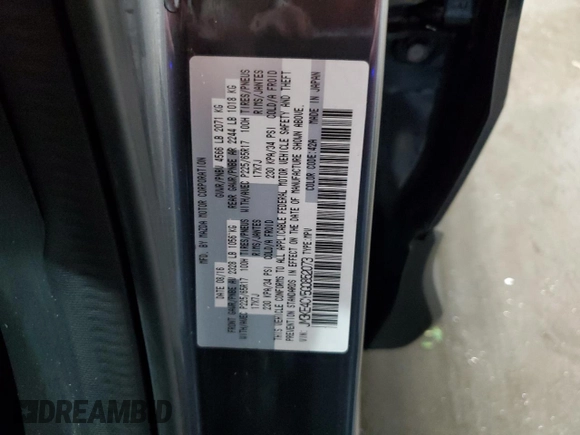 MFD. BY MAZDA MOTOR CORPORATION
DATE 08/16 GVWR/PNBV 4566 LB 2071 KG
FRONT GAWR/PNBE AV 2328 LB 1056 KG REAR GAWR/PNBE AR 2244 LB 1018 KG
WITH/AVEC P225/65R17 100H TIRES/PNEUS WITH/AVEC P225/65R17 100H TIRES/PNEUS
17X7J RIMS/JANTES 17X7J RIMS/JANTES
230 KPA/34 PSI COLD/A FROID 230 KPA/34 PSI COLD/A FROID
THIS VEHICLE CONFORMS TO ALL APPLICABLE FEDERAL MOTOR VEHICLE SAFETY AND THEFT
PREVENTION STANDARDS IN EFFECT ON THE DATE OF MANUFACTURE SHOWN ABOVE.
VIN: TYPE:MPV COLOR CODE:42A MADE IN JAPAN
DREAMBID